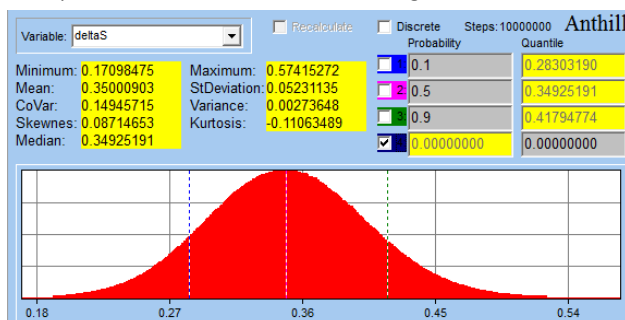 Variable: deltaS Recalculate Discrete Steps:10000000 Anthill
Probability Quantile
Minimum: 0.17098475 Maximum: 0.57415272 1 0.1 0.28303190
Mean: 0.35000903 StDeviation: 0.05231135 2 0.5 0.34925191
CoVar: 0.14945715 Variance: 0.00273648 3 0.9 0.41794774
Skewnes: 0.08714653 Kurtosis: -0.11063489 0.00000000 0.00000000
Median: 0.34925191
0.18 0.27 0.36 0.45 0.54